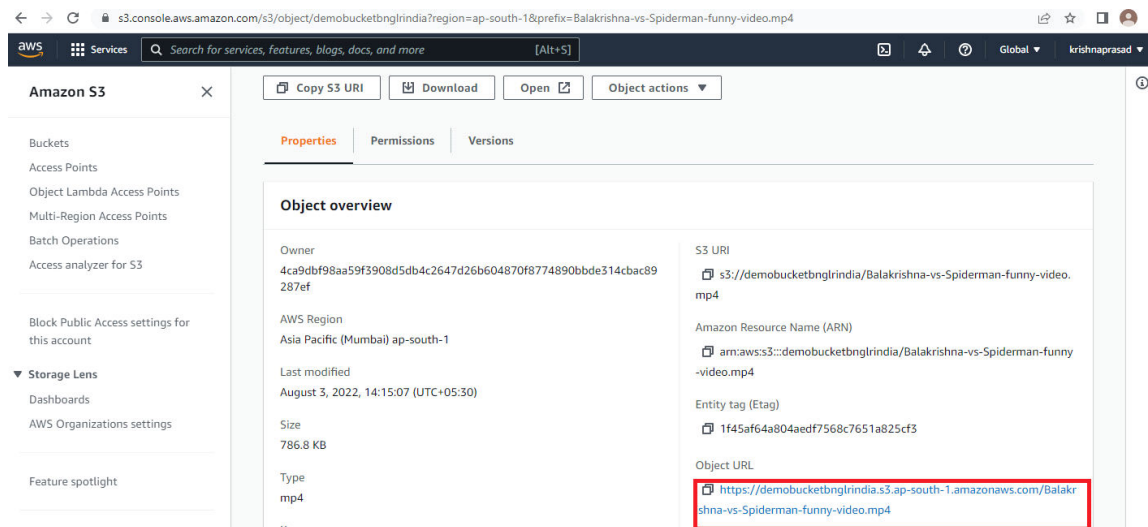 s3.console.aws.amazon.com/s3/object/demobucketbnglrindia?region=ap-south-1&prefix=Balakrishna-vs-Spiderman-funny-video.mp4
aws
Services
Search for services, features, blogs, docs, and more
[Alt+S]
Global ▼
krishnaprasad ▼
Amazon S3
Buckets
Access Points
Object Lambda Access Points
Multi-Region Access Points
Batch Operations
Access analyzer for S3
Block Public Access settings for
this account
▼ Storage Lens
Dashboards
AWS Organizations settings
Feature spotlight
Copy S3 URI
Download
Open
Object actions ▼
Properties
Permissions
Versions
Object overview
Owner
4ca9dbf98aa59f3908d5db4c2647d26b604870f8774890bbde314cbac89
287ef
AWS Region
Asia Pacific (Mumbai) ap-south-1
Last modified
August 3, 2022, 14:15:07 (UTC+05:30)
Size
786.8 KB
Type
mp4
S3 URI
s3://demobucketbnglrindia/Balakrishna-vs-Spiderman-funny-video.
mp4
Amazon Resource Name (ARN)
arn:aws:s3:::demobucketbnglrindia/Balakrishna-vs-Spiderman-funny
-video.mp4
Entity tag (Etag)
1f45af64a804aedf7568c7651a825cf3
Object URL
https://demobucketbnglrindia.s3.ap-south-1.amazonaws.com/Balakr
ishna-vs-Spiderman-funny-video.mp4